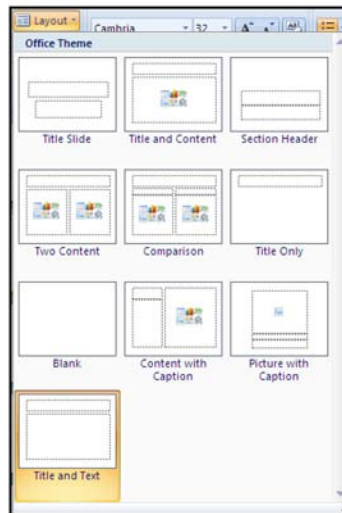 Layout Cambria 32 A A
Office Theme
Title Slide Title and Content Section Header
Two Content Comparison Title Only
Blank Content with Caption Picture with Caption
Title and Text